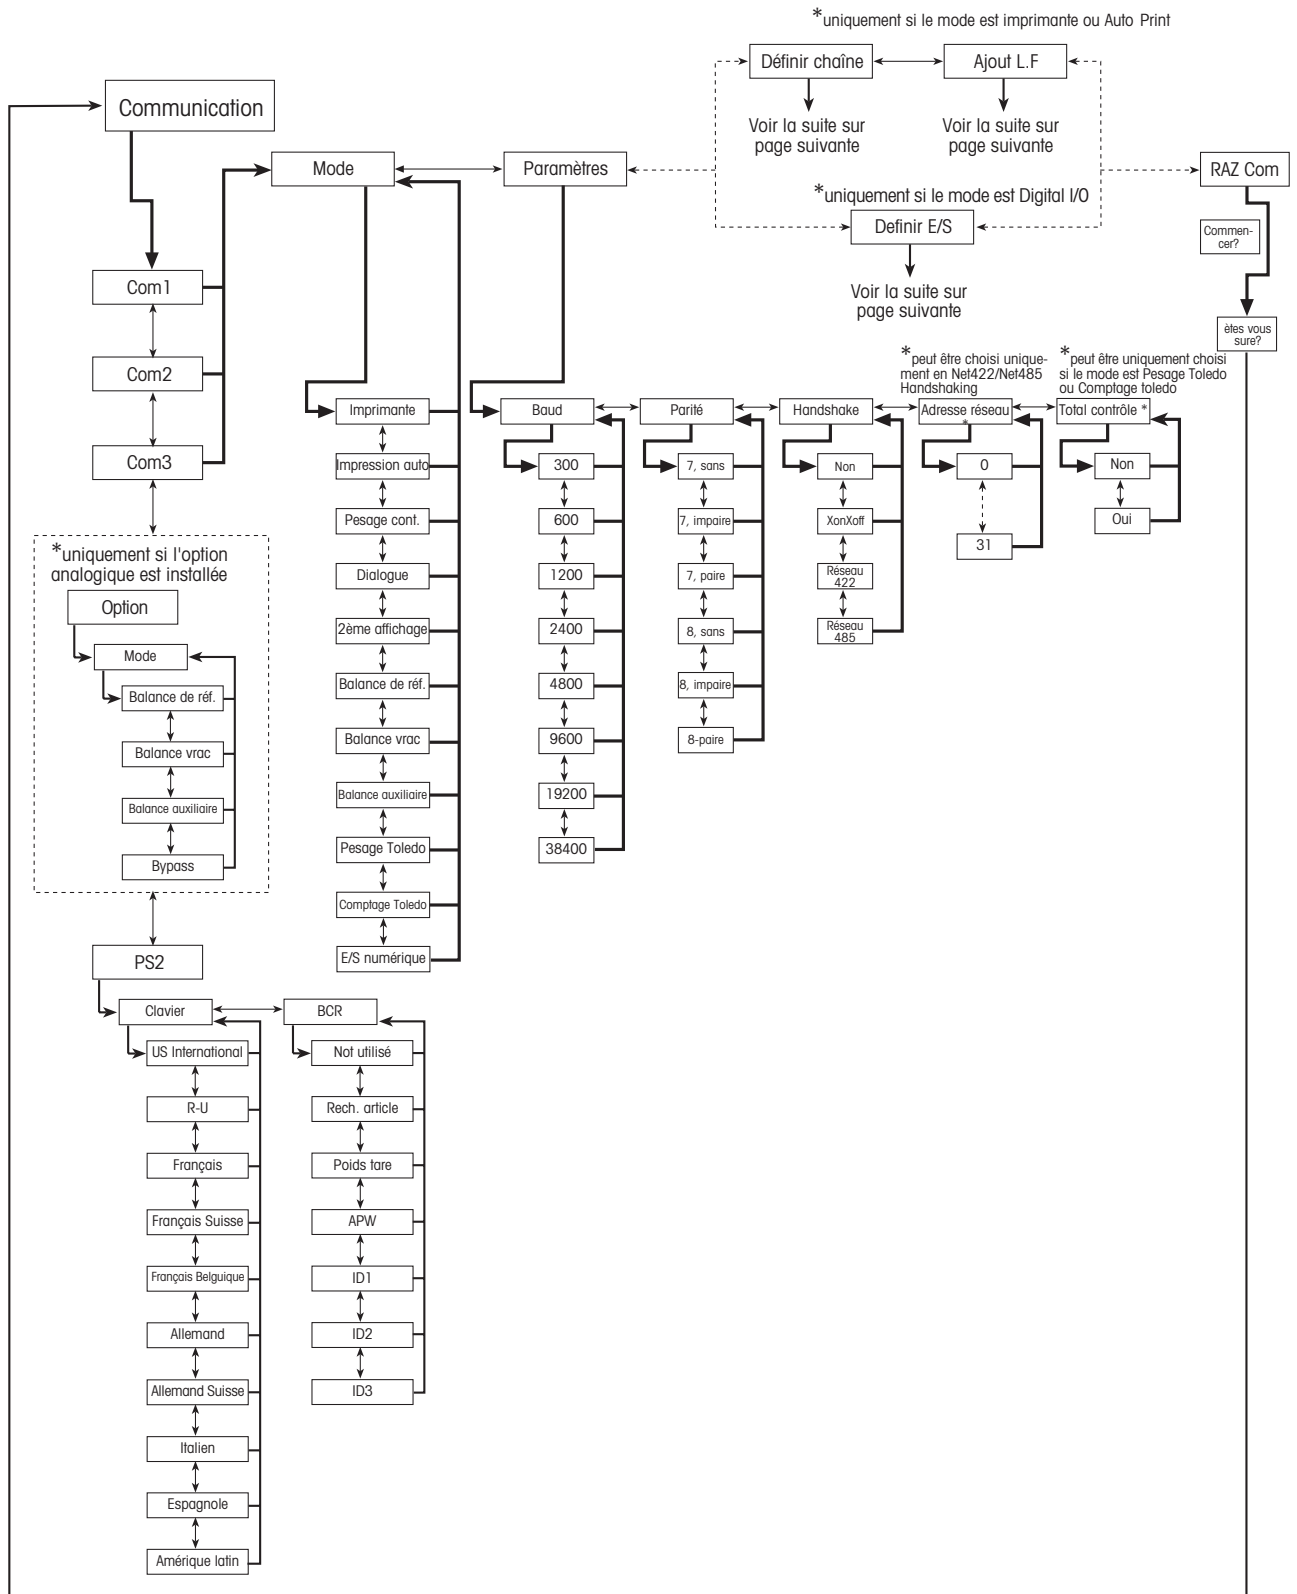 *uniquement si le mode est imprimante ou Auto Print
Définir chaîne
Ajout L.F
Communication
Voir la suite sur
page suivante
Voir la suite sur
page suivante
Mode
Paramètres
RAZ Com
*uniquement si le mode est Digital I/O
Definir E/S
Commen-
cer?
Voir la suite sur
page suivante
Com1
Com2
Com3
ètes vous
sure?
*peut être choisi unique-
ment en Net422/Net485
Handshaking
*peut être uniquement choisi
si le mode est Pesage Toledo
ou Comptage toledo
Imprimante
Impression auto
Pesage cont.
Dialogue
2ème affichage
Balance de réf.
Balance vrac
Balance auxiliaire
Pesage Toledo
Comptage Toledo
E/S numérique
Baud
300
600
1200
2400
4800
9600
19200
38400
Parité
7, sans
7, impaire
7, paire
8, sans
8, impaire
8-paire
Handshake
Non
XonXoff
Réseau
422
Réseau
485
Adresse réseau
*
0
31
Total contrôle *
Non
Oui
*uniquement si l'option
analogique est installée
Option
Mode
Balance de réf.
Balance vrac
Balance auxiliaire
Bypass
PS2
Clavier
US International
R-U
Français
Français Suisse
Français Belguique
Allemand
Allemand Suisse
Italien
Espagnole
Amérique latin
BCR
Not utilisé
Rech. article
Poids tare
APW
ID1
ID2
ID3